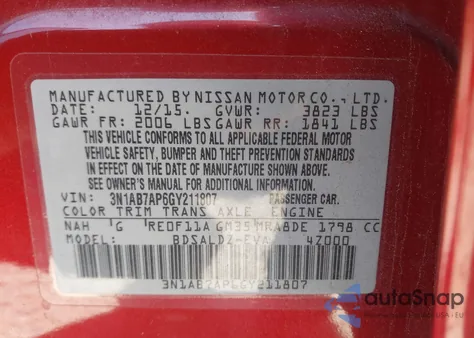 MANUFACTURED BY NISSAN MOTOR CO., LTD.
DATE: 12/15. GVWR: 3823 LBS
GAWR FR: 2006 LBS GAWR RR: 1841 LBS
THIS VEHICLE CONFORMS TO ALL APPLICABLE FEDERAL MOTOR
VEHICLE SAFETY, BUMPER AND THEFT PREVENTION STANDARDS
IN EFFECT ON THE DATE OF MANUFACTURE SHOWN ABOVE.
SEE OWNER'S MANUAL FOR ADDITIONAL INFORMATION.
VIN: 3N1AB7AP6GY211807 PASSENGER CAR.
COLOR TRIM TRANS AXLE ENGINE
NAH G RE0F11A GM35 MRA8DE 1798 CC
MODEL: BDSALDZ-EVA 4Z000
3N1AB7AP6GY211807
autoSnap